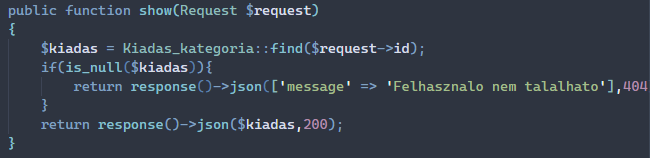 public function show(Request $request)
{
    $kiadas = Kiadas_kategoria::find($request->id);
    if(is_null($kiadas)){
        return response()->json(['message' => 'Felhasznalo nem talalhato'],404
    }
    return response()->json($kiadas,200);
}